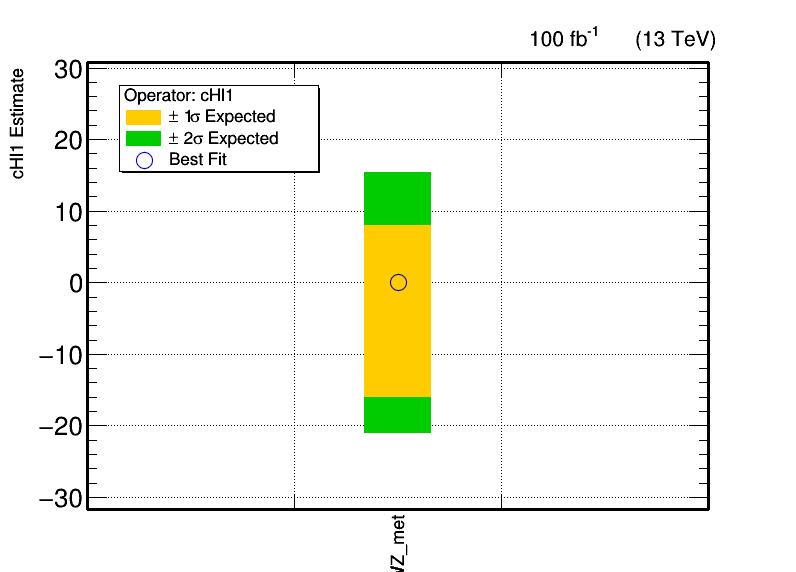 100 fb⁻¹ (13 TeV)
cHl1 Estimate
30
20
10
0
−10
−20
−30
Operator: cHl1
± 1σ Expected
± 2σ Expected
Best Fit